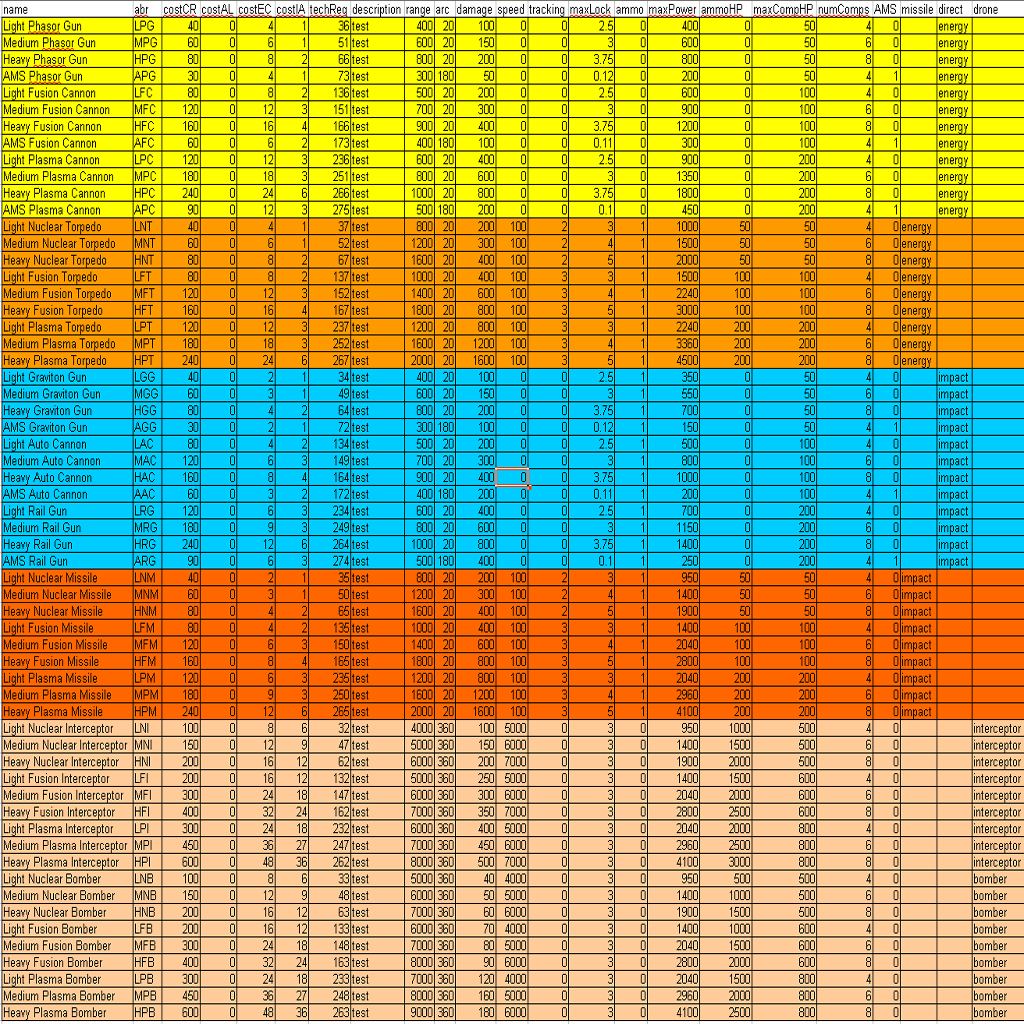 name abr costCR costAL costEC costIA techReq description range arc damage speed tracking maxLock ammo maxPower ammoHP maxCompHP numComps AMS missile direct drone
Light Phasor Gun LPG 40 0 4 1 36 test 400 20 100 0 0 2.5 0 400 0 50 4 0 energy
Medium Phasor Gun MPG 60 0 6 1 51 test 600 20 150 0 0 3 0 600 0 50 6 0 energy
Heavy Phasor Gun HPG 80 0 8 2 66 test 800 20 200 0 0 3.75 0 800 0 50 8 0 energy
AMS Phasor Gun APG 30 0 4 1 73 test 300 180 50 0 0 0.12 0 200 0 50 4 1 energy
Light Fusion Cannon LFC 80 0 8 2 136 test 500 20 200 0 0 2.5 0 600 0 100 4 0 energy
Medium Fusion Cannon MFC 120 0 12 3 151 test 700 20 300 0 0 3 0 900 0 100 6 0 energy
Heavy Fusion Cannon HFC 160 0 16 4 166 test 900 20 400 0 0 3.75 0 1200 0 100 8 0 energy
AMS Fusion Cannon AFC 60 0 6 2 173 test 400 180 100 0 0 0.11 0 300 0 100 4 1 energy
Light Plasma Cannon LPC 120 0 12 3 236 test 600 20 400 0 0 2.5 0 900 0 200 4 0 energy
Medium Plasma Cannon MPC 180 0 18 3 251 test 800 20 600 0 0 3 0 1350 0 200 6 0 energy
Heavy Plasma Cannon HPC 240 0 24 6 266 test 1000 20 800 0 0 3.75 0 1800 0 200 8 0 energy
AMS Plasma Cannon APC 90 0 12 3 275 test 500 180 200 0 0 0.1 0 450 0 200 4 1 energy
Light Nuclear Torpedo LNT 40 0 4 1 37 test 800 20 200 100 2 3 1 1000 50 50 4 0 energy
Medium Nuclear Torpedo MNT 60 0 6 1 52 test 1200 20 300 100 2 4 1 1500 50 50 6 0 energy
Heavy Nuclear Torpedo HNT 80 0 8 2 67 test 1600 20 400 100 2 5 1 2000 50 50 8 0 energy
Light Fusion Torpedo LFT 80 0 8 2 137 test 1000 20 400 100 3 3 1 1500 100 100 4 0 energy
Medium Fusion Torpedo MFT 120 0 12 3 152 test 1400 20 600 100 3 4 1 2240 100 100 6 0 energy
Heavy Fusion Torpedo HFT 160 0 16 4 167 test 1800 20 800 100 3 5 1 3000 100 100 8 0 energy
Light Plasma Torpedo LPT 120 0 12 3 237 test 1200 20 800 100 3 3 1 2240 200 200 4 0 energy
Medium Plasma Torpedo MPT 180 0 18 3 252 test 1600 20 1200 100 3 4 1 3360 200 200 6 0 energy
Heavy Plasma Torpedo HPT 240 0 24 6 267 test 2000 20 1600 100 3 5 1 4500 200 200 8 0 energy
Light Graviton Gun LGG 40 0 2 1 34 test 400 20 100 0 0 2.5 1 350 0 50 4 0 impact
Medium Graviton Gun MGG 60 0 3 1 49 test 600 20 150 0 0 3 1 550 0 50 6 0 impact
Heavy Graviton Gun HGG 80 0 4 2 64 test 800 20 200 0 0 3.75 1 700 0 50 8 0 impact
AMS Graviton Gun AGG 30 0 2 1 72 test 300 180 100 0 0 0.12 1 150 0 50 4 1 impact
Light Auto Cannon LAC 80 0 4 2 134 test 500 20 200 0 0 2.5 1 500 0 100 4 0 impact
Medium Auto Cannon MAC 120 0 6 3 149 test 700 20 300 0 0 3 1 800 0 100 6 0 impact
Heavy Auto Cannon HAC 160 0 8 4 164 test 900 20 400 0 0 3.75 1 1000 0 100 8 0 impact
AMS Auto Cannon AAC 60 0 3 2 172 test 400 180 200 0 0 0.11 1 200 0 100 4 1 impact
Light Rail Gun LRG 120 0 6 3 234 test 600 20 400 0 0 2.5 1 700 0 200 4 0 impact
Medium Rail Gun MRG 180 0 9 3 249 test 800 20 600 0 0 3 1 1150 0 200 6 0 impact
Heavy Rail Gun HRG 240 0 12 6 264 test 1000 20 800 0 0 3.75 1 1400 0 200 8 0 impact
AMS Rail Gun ARG 90 0 6 3 274 test 500 180 400 0 0 0.1 1 250 0 200 4 1 impact
Light Nuclear Missile LNM 40 0 2 1 35 test 800 20 200 100 2 3 1 950 50 50 4 0 impact
Medium Nuclear Missile MNM 60 0 3 1 50 test 1200 20 300 100 2 4 1 1400 50 50 6 0 impact
Heavy Nuclear Missile HNM 80 0 4 2 65 test 1600 20 400 100 2 5 1 1900 50 50 8 0 impact
Light Fusion Missile LFM 80 0 4 2 135 test 1000 20 400 100 3 3 1 1400 100 100 4 0 impact
Medium Fusion Missile MFM 120 0 6 3 150 test 1400 20 600 100 3 4 1 2040 100 100 6 0 impact
Heavy Fusion Missile HFM 160 0 8 4 165 test 1800 20 800 100 3 5 1 2800 100 100 8 0 impact
Light Plasma Missile LPM 120 0 6 3 235 test 1200 20 800 100 3 3 1 2040 200 200 4 0 impact
Medium Plasma Missile MPM 180 0 9 3 250 test 1600 20 1200 100 3 4 1 2960 200 200 6 0 impact
Heavy Plasma Missile HPM 240 0 12 6 265 test 2000 20 1600 100 3 5 1 4100 200 200 8 0 impact
Light Nuclear Interceptor LNI 100 0 8 6 32 test 4000 360 100 5000 0 950 1000 500 4 interceptor
Medium Nuclear Interceptor MNI 150 0 12 9 47 test 5000 360 150 6000 0 1400 1500 500 6 interceptor
Heavy Nuclear Interceptor HNI 200 0 16 12 62 test 6000 360 200 7000 0 1900 2000 500 8 interceptor
Light Fusion Interceptor LFI 200 0 16 12 132 test 5000 360 250 5000 0 1400 1500 600 4 interceptor
Medium Fusion Interceptor MFI 300 0 24 18 147 test 6000 360 300 6000 0 2040 2000 600 6 interceptor
Heavy Fusion Interceptor HFI 400 0 32 24 162 test 7000 360 350 7000 0 2800 2500 600 8 interceptor
Light Plasma Interceptor LPI 300 0 24 18 232 test 6000 360 400 5000 0 2040 2000 800 4 interceptor
Medium Plasma Interceptor MPI 450 0 36 27 247 test 7000 360 450 6000 0 2960 2500 800 6 interceptor
Heavy Plasma Interceptor HPI 600 0 48 36 262 test 8000 360 500 7000 0 4100 3000 800 8 interceptor
Light Nuclear Bomber LNB 100 0 8 6 33 test 5000 360 40 4000 0 950 500 500 4 bomber
Medium Nuclear Bomber MNB 150 0 12 9 48 test 6000 360 50 5000 0 1400 1000 500 6 bomber
Heavy Nuclear Bomber HNB 200 0 16 12 63 test 7000 360 60 6000 0 1900 1500 500 8 bomber
Light Fusion Bomber LFB 200 0 16 12 133 test 6000 360 70 4000 0 1400 1000 600 4 bomber
Medium Fusion Bomber MFB 300 0 24 18 148 test 7000 360 80 5000 0 2040 1500 600 6 bomber
Heavy Fusion Bomber HFB 400 0 32 24 163 test 8000 360 90 6000 0 2800 2000 600 8 bomber
Light Plasma Bomber LPB 300 0 24 18 233 test 7000 360 120 4000 0 2040 1500 800 4 bomber
Medium Plasma Bomber MPB 450 0 36 27 248 test 8000 360 160 5000 0 2960 2000 800 6 bomber
Heavy Plasma Bomber HPB 600 0 48 36 263 test 9000 360 180 6000 0 4100 2500 800 8 bomber